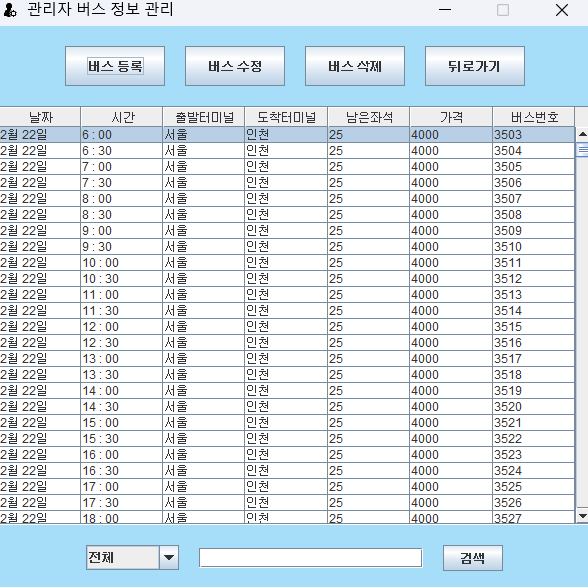 관리자 버스 정보 관리
버스 등록 버스 수정 버스 삭제 뒤로가기
날짜 시간 출발터미널 도착터미널 남은좌석 가격 버스번호
2월 22일 6 : 00 서울 인천 25 4000 3503
2월 22일 6 : 30 서울 인천 25 4000 3504
2월 22일 7 : 00 서울 인천 25 4000 3505
2월 22일 7 : 30 서울 인천 25 4000 3506
2월 22일 8 : 00 서울 인천 25 4000 3507
2월 22일 8 : 30 서울 인천 25 4000 3508
2월 22일 9 : 00 서울 인천 25 4000 3509
2월 22일 9 : 30 서울 인천 25 4000 3510
2월 22일 10 : 00 서울 인천 25 4000 3511
2월 22일 10 : 30 서울 인천 25 4000 3512
2월 22일 11 : 00 서울 인천 25 4000 3513
2월 22일 11 : 30 서울 인천 25 4000 3514
2월 22일 12 : 00 서울 인천 25 4000 3515
2월 22일 12 : 30 서울 인천 25 4000 3516
2월 22일 13 : 00 서울 인천 25 4000 3517
2월 22일 13 : 30 서울 인천 25 4000 3518
2월 22일 14 : 00 서울 인천 25 4000 3519
2월 22일 14 : 30 서울 인천 25 4000 3520
2월 22일 15 : 00 서울 인천 25 4000 3521
2월 22일 15 : 30 서울 인천 25 4000 3522
2월 22일 16 : 00 서울 인천 25 4000 3523
2월 22일 16 : 30 서울 인천 25 4000 3524
2월 22일 17 : 00 서울 인천 25 4000 3525
2월 22일 17 : 30 서울 인천 25 4000 3526
2월 22일 18 : 00 서울 인천 25 4000 3527
전체 검색